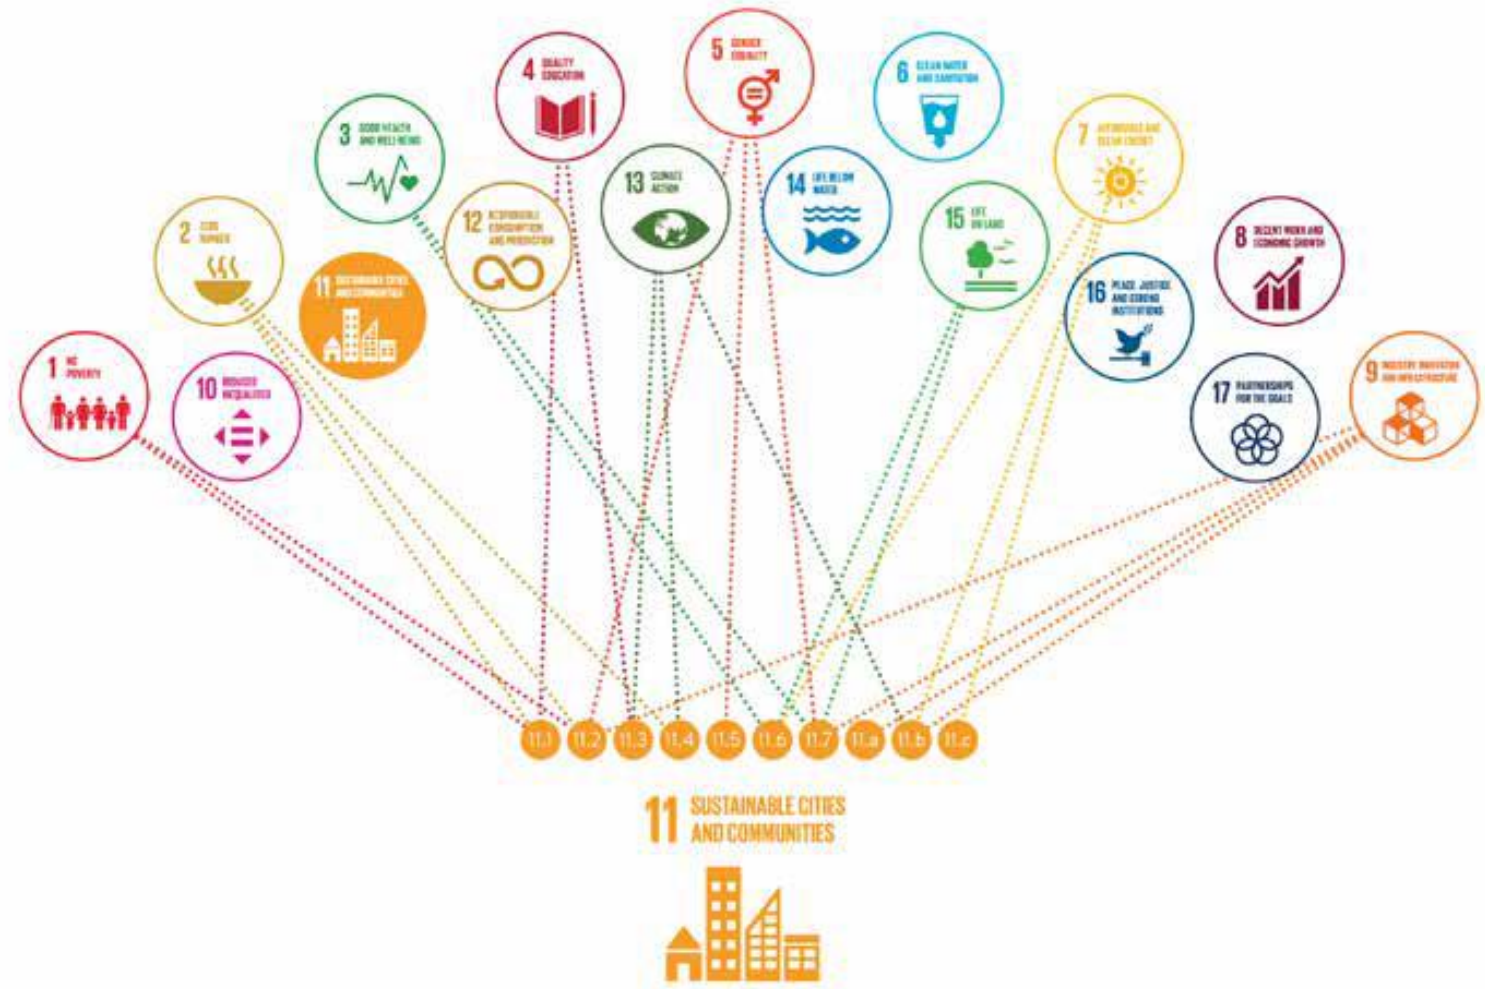 5 GENDER
EQUALITY
4 QUALITY
EDUCATION
6 CLEAN WATER
AND SANITATION
3 GOOD HEALTH
AND WELL-BEING
7 AFFORDABLE AND
CLEAN ENERGY
13 CLIMATE
ACTION
14 LIFE BELOW
WATER
12 RESPONSIBLE
CONSUMPTION
AND PRODUCTION
15 LIFE
ON LAND
2 ZERO
HUNGER
8 DECENT WORK AND
ECONOMIC GROWTH
11 SUSTAINABLE CITIES
AND COMMUNITIES
16 PEACE, JUSTICE
AND STRONG
INSTITUTIONS
1 NO
POVERTY
10 REDUCED
INEQUALITIES
17 PARTNERSHIPS
FOR THE GOALS
9 INDUSTRY, INNOVATION
AND INFRASTRUCTURE
11.1 11.2 11.3 11.4 11.5 11.6 11.7 11.a 11.b 11.c
11 SUSTAINABLE CITIES
AND COMMUNITIES